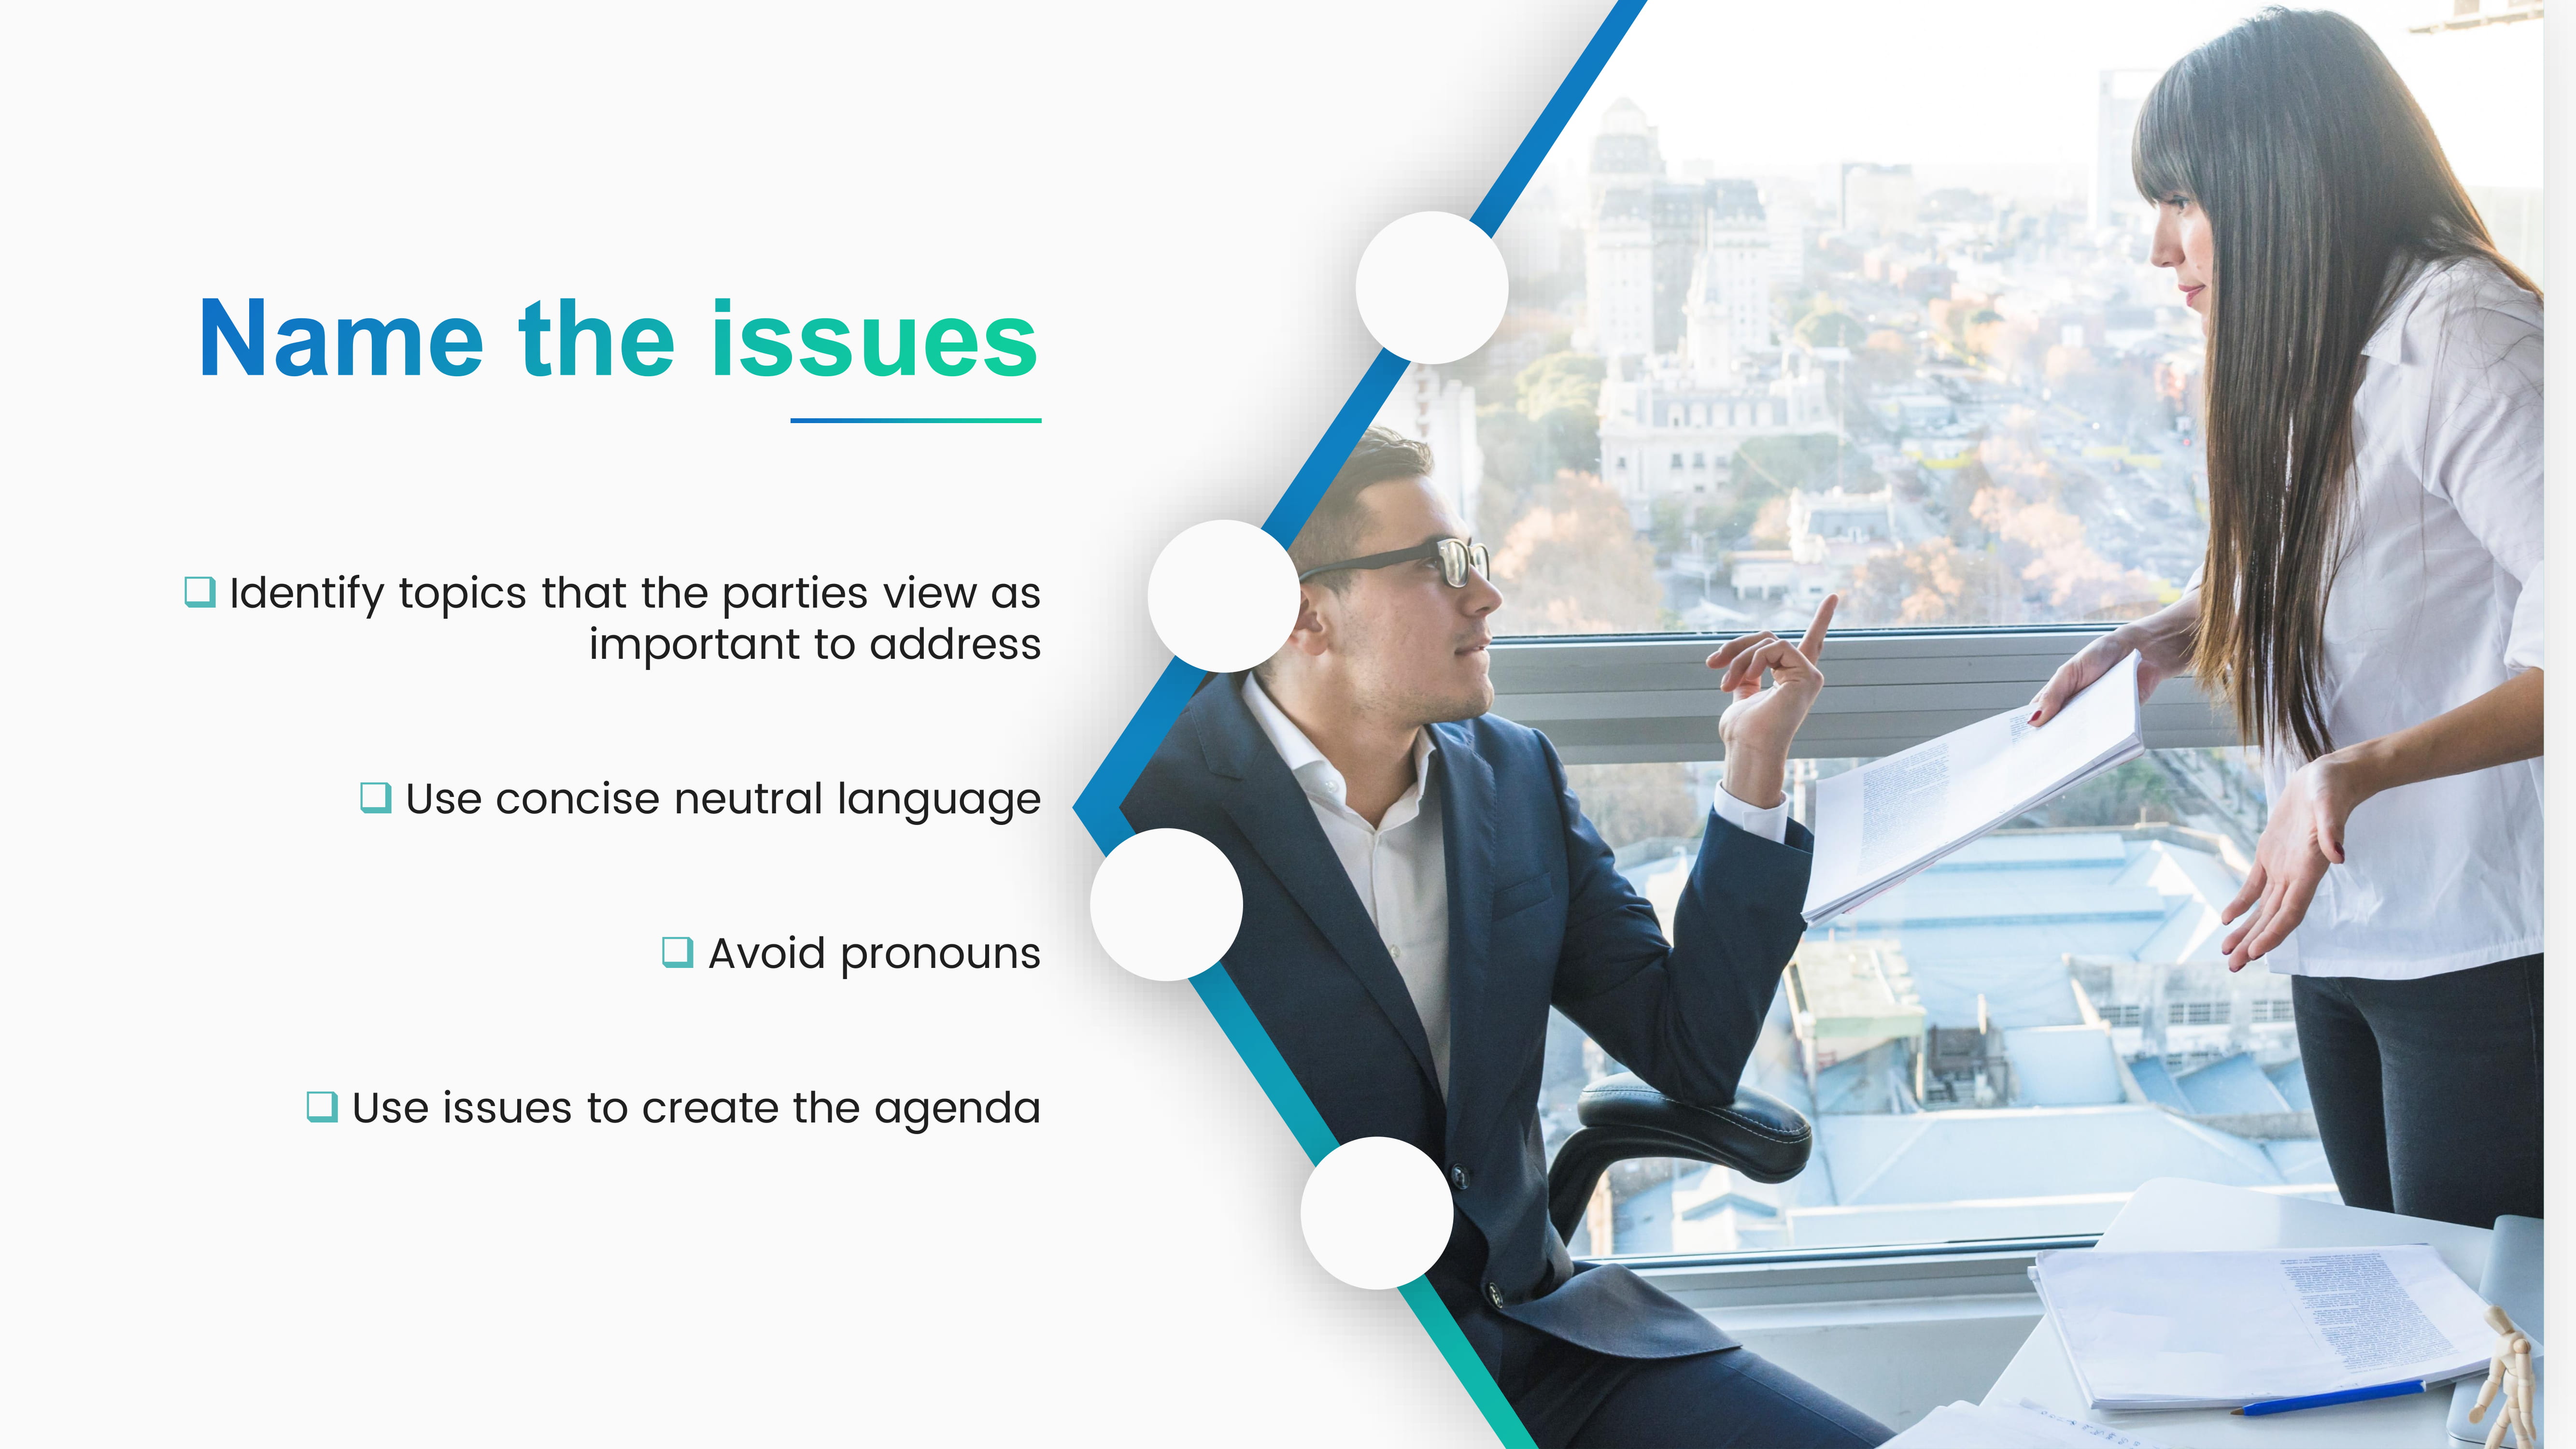 Name the issues
❑ Identify topics that the parties view as
important to address
❑ Use concise neutral language
❑ Avoid pronouns
❑ Use issues to create the agenda